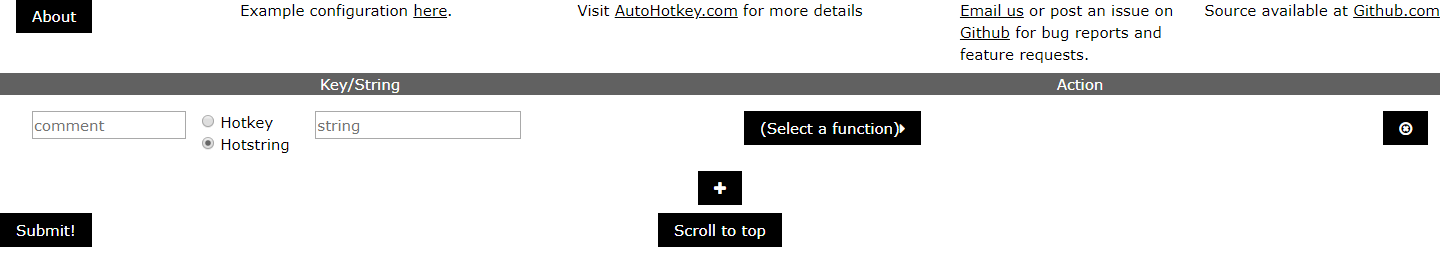 About
Example configuration here.
Visit AutoHotkey.com for more details
Email us or post an issue on
Github for bug reports and
feature requests.
Source available at Github.com
Key/String
Action
comment
Hotkey
Hotstring
string
(Select a function)
Submit!
Scroll to top